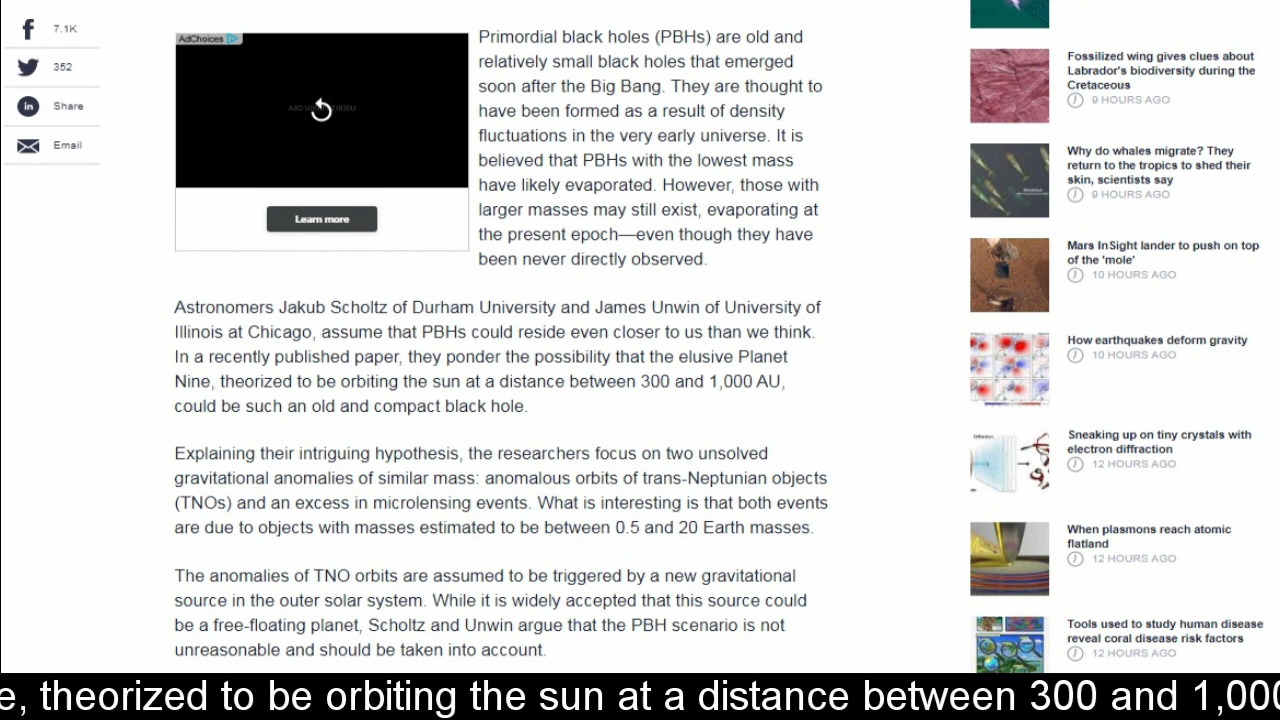 7.1K
352
Share
Email
AdChoices
Learn more
Primordial black hols (PBHs) are old and
relatively small black holes that emerged
soon after the Big Bang. They are thought to
have been formed as a result of density
fluctuations in the very early universe. It is
believed that PBHs with the lowest mass
have likely evaporated. However, those with
larger masses may still exist, evaporating at
the present epoch—even though they have
been never directly observed.
Astronomers Jakub Scholtz of Durham University and James Unwin of University of
Illinois at Chicago, assume that PBHs could reside even closer to us than we think.
In a recently published paper, they ponder the possibility that the elusive Planet
Nine, theorized to be orbiting the sun at a distance between 300 and 1,000 AU,
could be such an old and compact black hole.
Explaining their intriguing hypothesis, the researchers focus on two unsolved
gravitational anomalies of similar mass: anomalous orbits of trans-Neptunian objects
(TNOs) and an excess in microlensing events. What is interesting is that both events
are due to objects with masses estimated to be between 0.5 and 20 Earth masses.
The anomalies of TNO orbits are assumed to be triggered by a new gravitational
source in the outer solar system. While it is widely accepted that this source could
be a free-floating planet, Scholtz and Unwin argue that the PBH scenario is not
unreasonable and should be taken into account.
Fossilized wing gives clues about
Labrador's biodiversity during the
Cretaceous
9 HOURS AGO
Why do whales migrate? They
return to the tropics to shed their
skin, scientists say
9 HOURS AGO
Mars InSight lander to push on top
of the 'mole'
10 HOURS AGO
How earthquakes deform gravity
10 HOURS AGO
Sneaking up on tiny crystals with
electron diffraction
12 HOURS AGO
When plasmons reach atomic
flatland
12 HOURS AGO
Tools used to study human disease
reveal coral disease risk factors
12 HOURS AGO
e, theorized to be orbiting the sun at a distance between 300 and 1,000